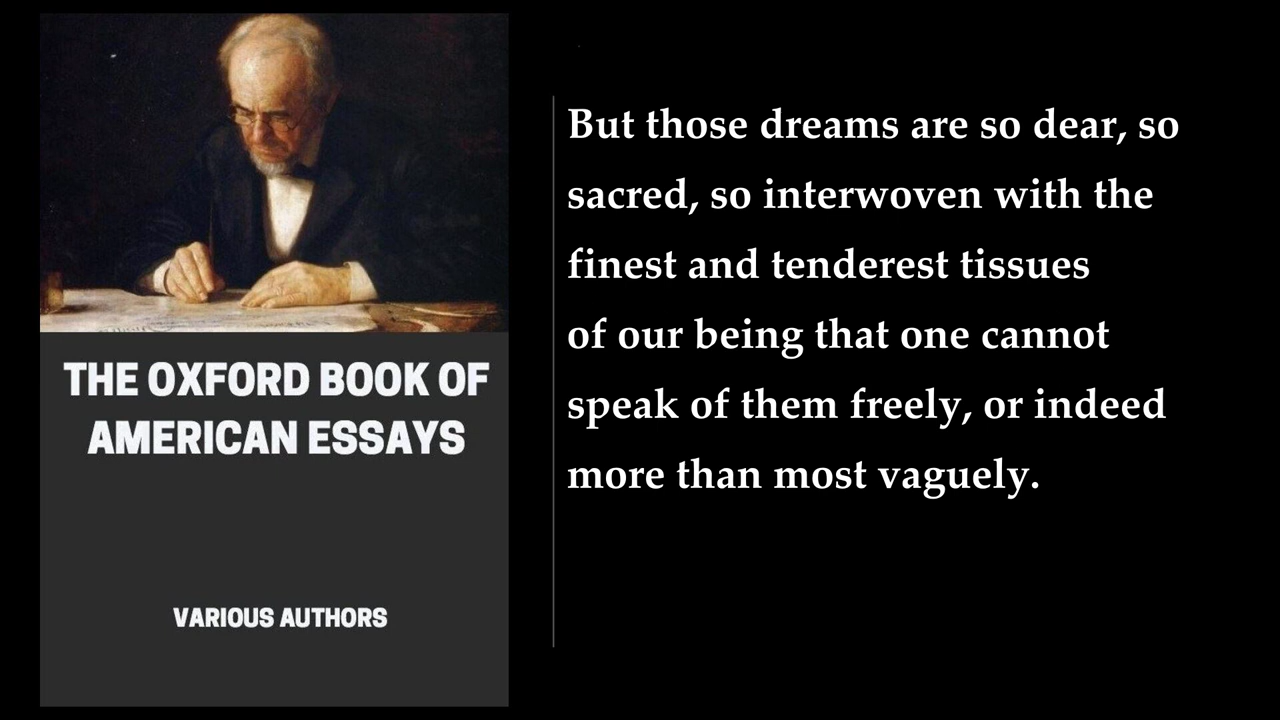 THE OXFORD BOOK OF
AMERICAN ESSAYS
VARIOUS AUTHORS
But those dreams are so dear, so
sacred, so interwoven with the
finest and tenderest tissues
of our being that one cannot
speak of them freely, or indeed
more than most vaguely.